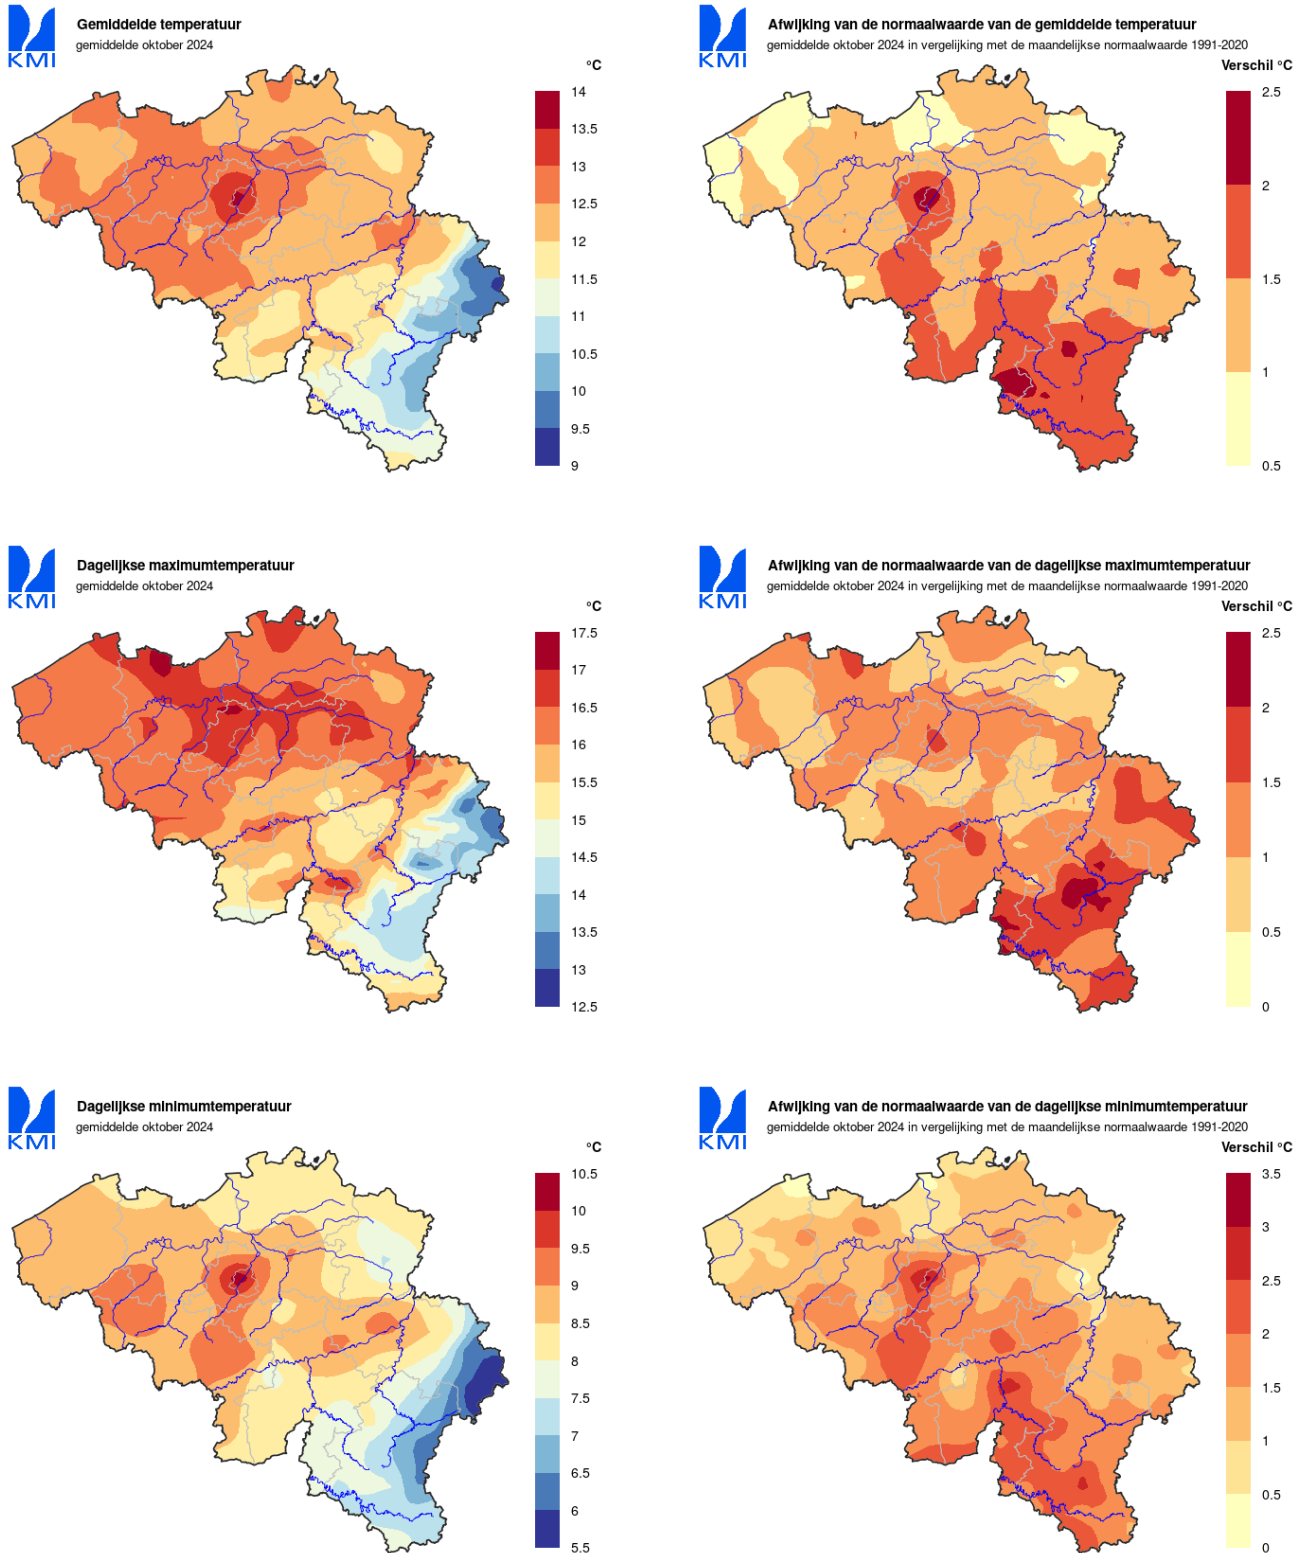 Gemiddelde temperatuur
gemiddelde oktober 2024
KMI
°C
14
13.5
13
12.5
12
11.5
11
10.5
10
9.5
9
Afwijking van de normaalwaarde van de gemiddelde temperatuur
gemiddelde oktober 2024 in vergelijking met de maandelijkse normaalwaarde 1991-2020
KMI
Verschil °C
2.5
2
1.5
1
0.5
Dagelijkse maximumtemperatuur
gemiddelde oktober 2024
KMI
°C
17.5
17
16.5
16
15.5
15
14.5
14
13.5
13
12.5
Afwijking van de normaalwaarde van de dagelijkse maximumtemperatuur
gemiddelde oktober 2024 in vergelijking met de maandelijkse normaalwaarde 1991-2020
KMI
Verschil °C
2.5
2
1.5
1
0.5
0
Dagelijkse minimumtemperatuur
gemiddelde oktober 2024
KMI
°C
10.5
10
9.5
9
8.5
8
7.5
7
6.5
6
5.5
Afwijking van de normaalwaarde van de dagelijkse minimumtemperatuur
gemiddelde oktober 2024 in vergelijking met de maandelijkse normaalwaarde 1991-2020
KMI
Verschil °C
3.5
3
2.5
2
1.5
1
0.5
0